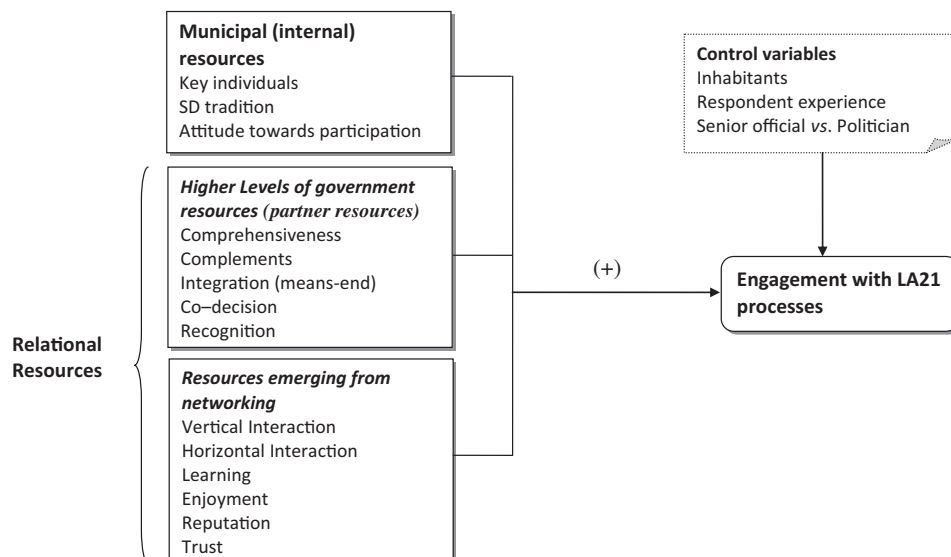 Municipal (internal)
resources
Key individuals
SD tradition
Attitude towards participation
Control variables
Inhabitants
Respondent experience
Senior official vs. Politician
Higher Levels of government
resources (partner resources)
Comprehensiveness
Complements
Integration (means-end)
Co–decision
Recognition
(+)
Engagement with LA21
processes
Relational
Resources
Resources emerging from
networking
Vertical Interaction
Horizontal Interaction
Learning
Enjoyment
Reputation
Trust